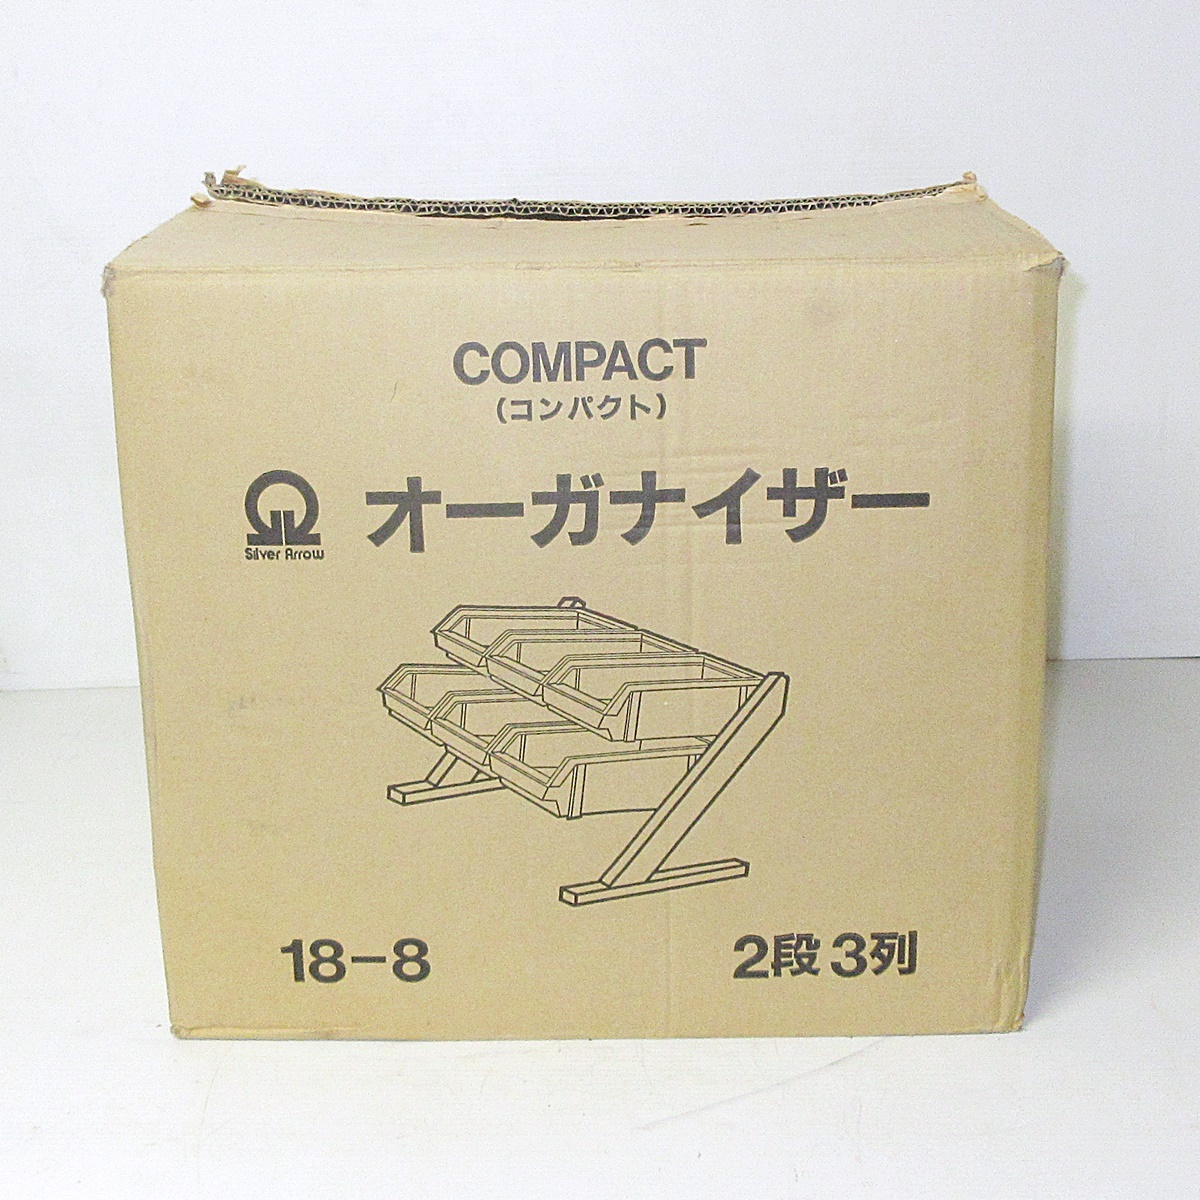 COMPACT
(コンパクト)
オーガナイザー
Silver Arrow
18-8
2段3列